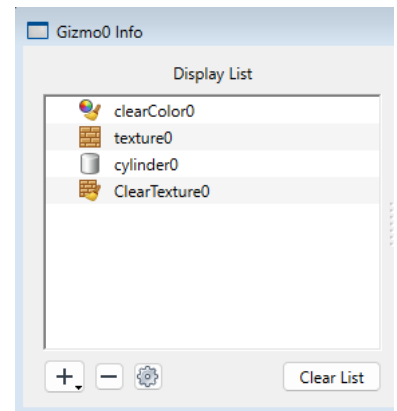 Gizmo0 Info
Display List
clearColor0
texture0
cylinder0
ClearTexture0
Clear List